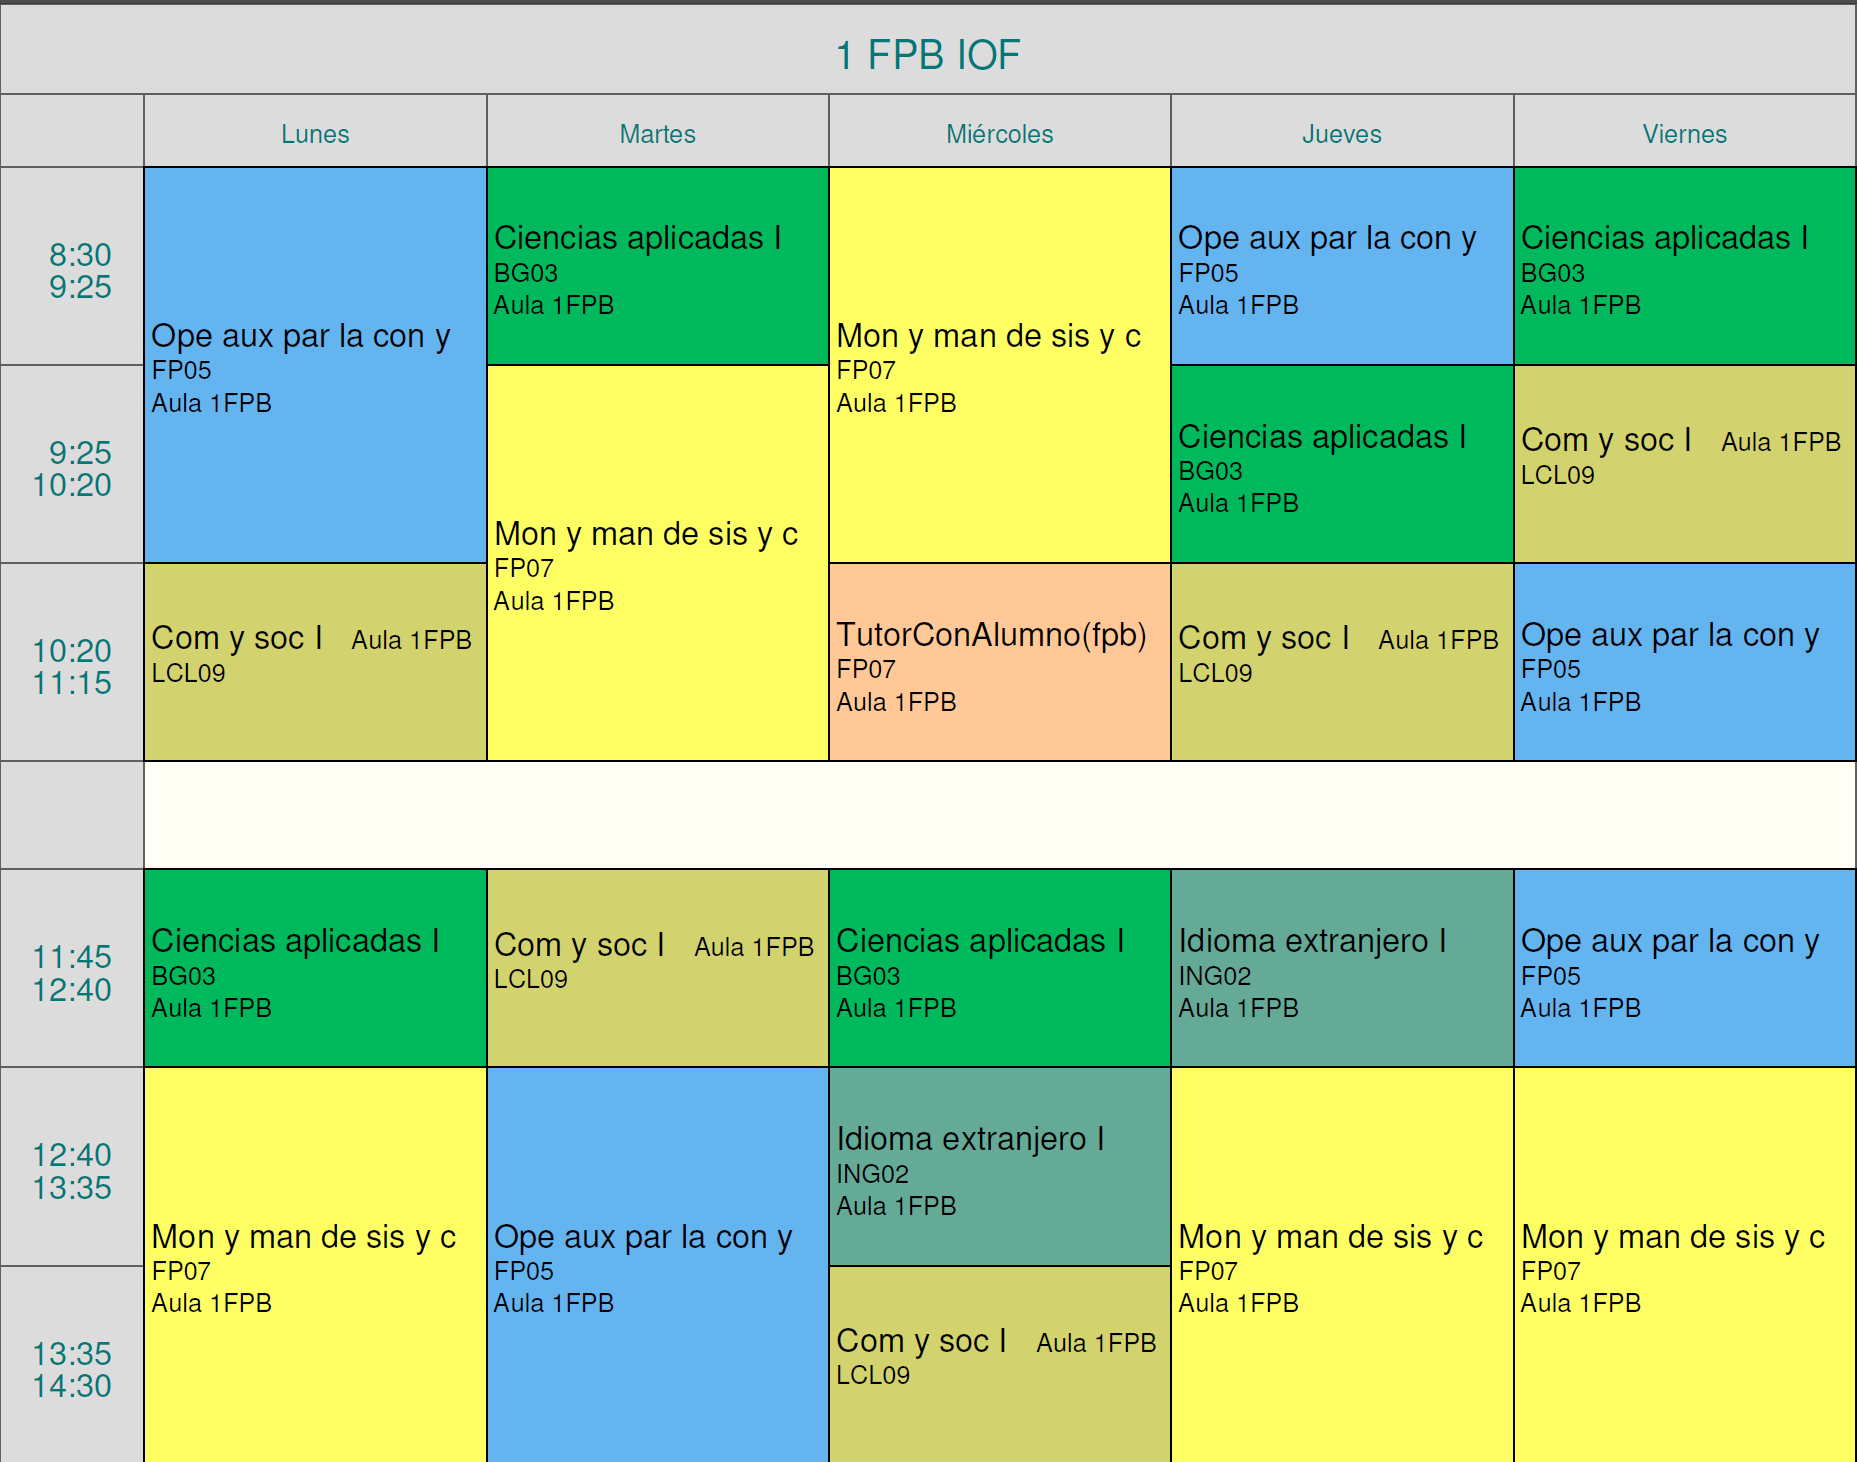 1 FPB IOF
Lunes
Martes
Miércoles
Jueves
Viernes
8:30
9:25
Ope aux par la con y
FP05
Aula 1FPB
Ciencias aplicadas I
BG03
Aula 1FPB
Mon y man de sis y c
FP07
Aula 1FPB
Ope aux par la con y
FP05
Aula 1FPB
Ciencias aplicadas I
BG03
Aula 1FPB
9:25
10:20
Mon y man de sis y c
FP07
Aula 1FPB
Ciencias aplicadas I
BG03
Aula 1FPB
Com y soc I Aula 1FPB
LCL09
10:20
11:15
Com y soc I Aula 1FPB
LCL09
TutorConAlumno(fpb)
FP07
Aula 1FPB
Com y soc I Aula 1FPB
LCL09
Ope aux par la con y
FP05
Aula 1FPB
11:45
12:40
Ciencias aplicadas I
BG03
Aula 1FPB
Com y soc I Aula 1FPB
LCL09
Ciencias aplicadas I
BG03
Aula 1FPB
Idioma extranjero I
ING02
Aula 1FPB
Ope aux par la con y
FP05
Aula 1FPB
12:40
13:35
Mon y man de sis y c
FP07
Aula 1FPB
Ope aux par la con y
FP05
Aula 1FPB
Idioma extranjero I
ING02
Aula 1FPB
Mon y man de sis y c
FP07
Aula 1FPB
Mon y man de sis y c
FP07
Aula 1FPB
13:35
14:30
Com y soc I Aula 1FPB
LCL09